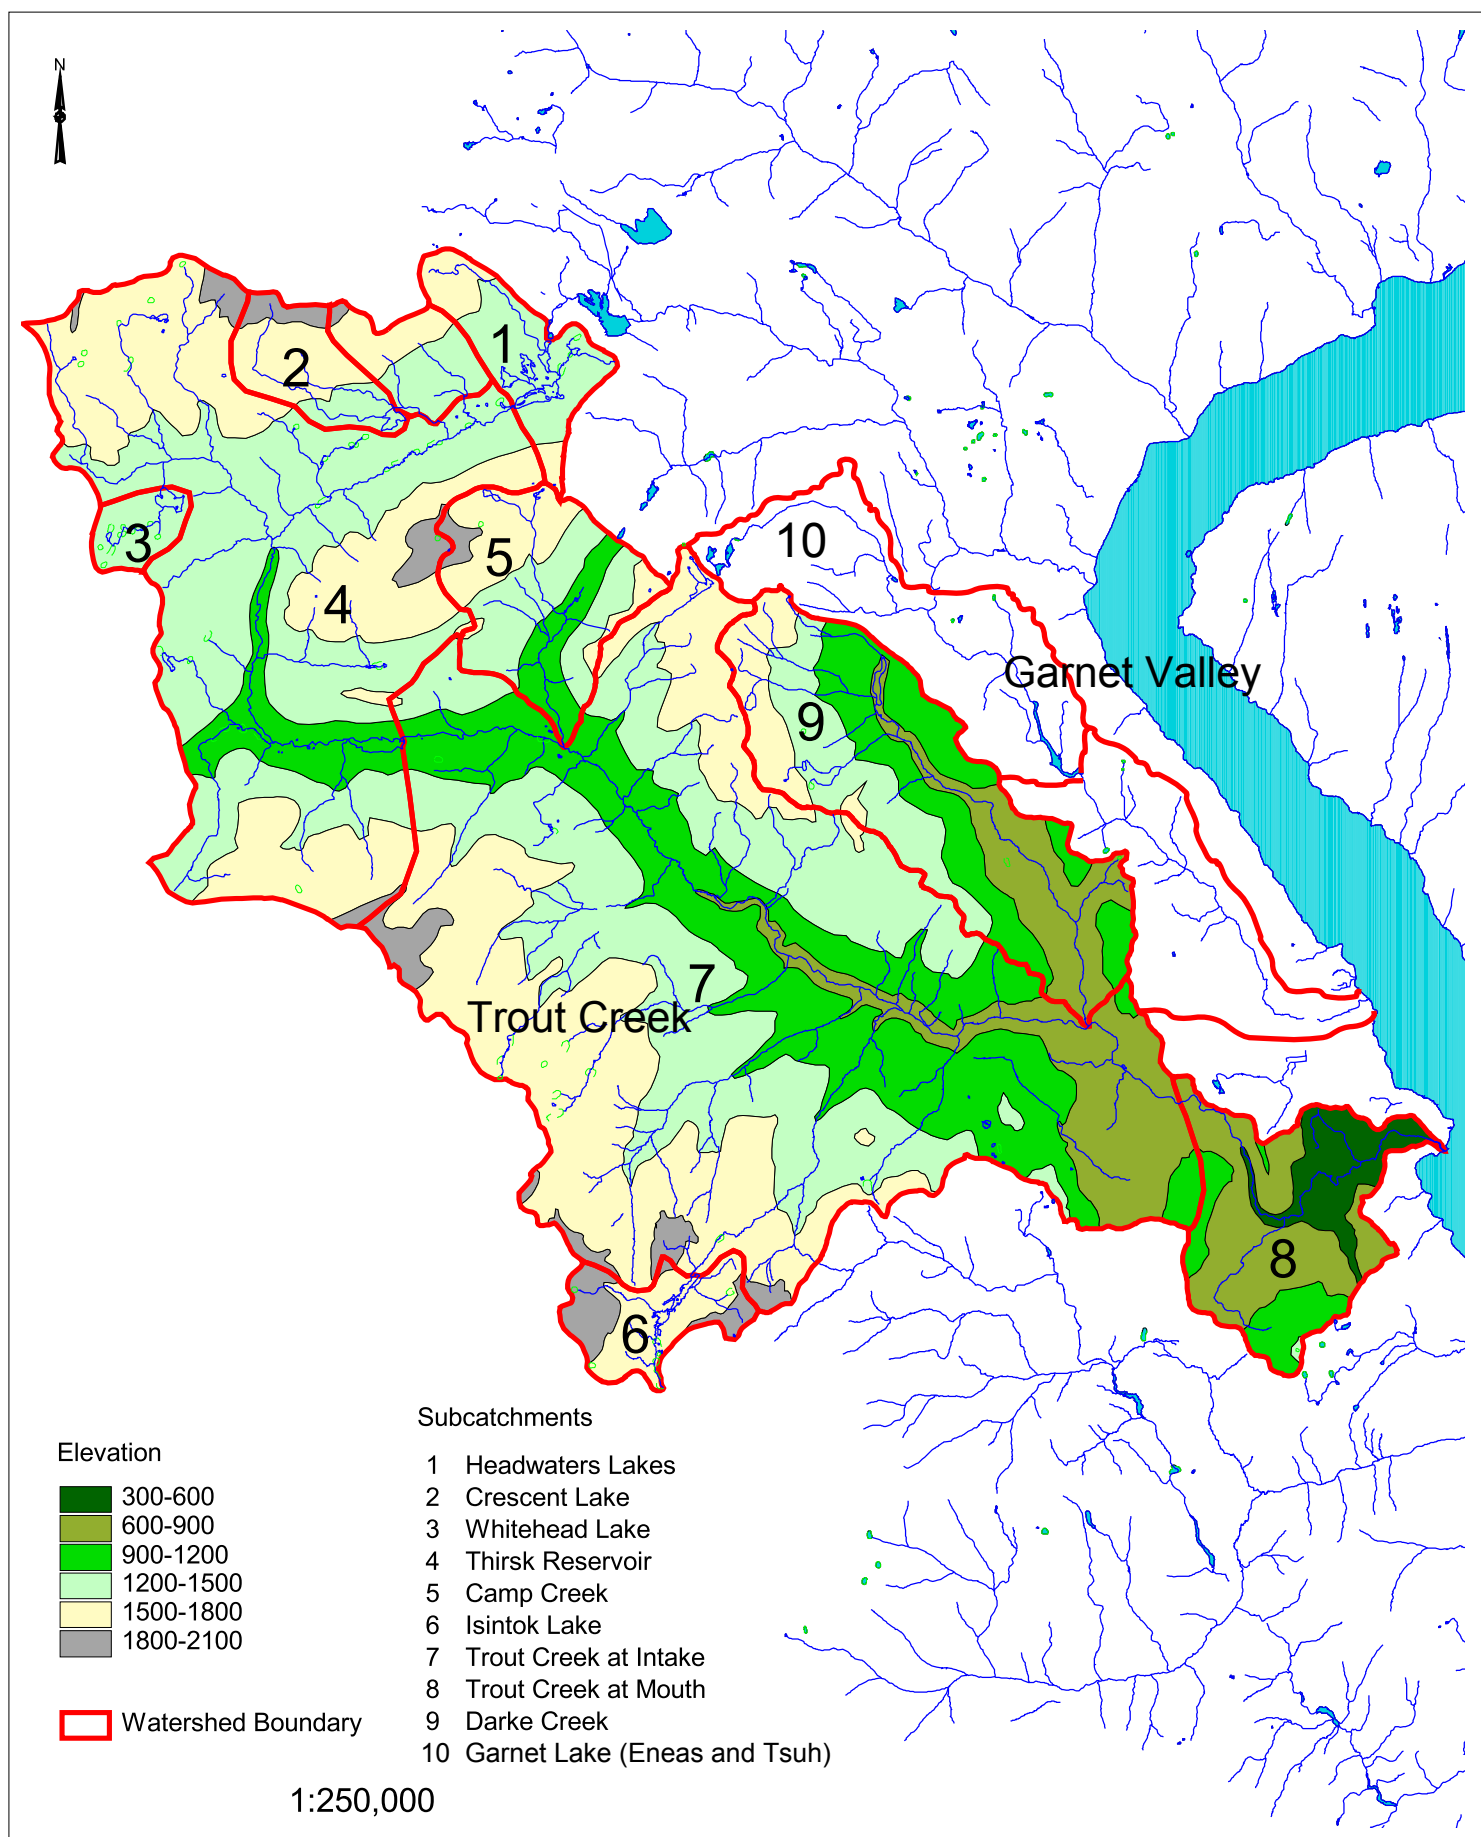 N
1
2
3
4
5
10
Garnet Valley
9
7
Trout Creek
8
6
Subcatchments
1 Headwaters Lakes
2 Crescent Lake
3 Whitehead Lake
4 Thirsk Reservoir
5 Camp Creek
6 Isintok Lake
7 Trout Creek at Intake
8 Trout Creek at Mouth
9 Darke Creek
10 Garnet Lake (Eneas and Tsuh)
Elevation
300-600
600-900
900-1200
1200-1500
1500-1800
1800-2100
Watershed Boundary
1:250,000